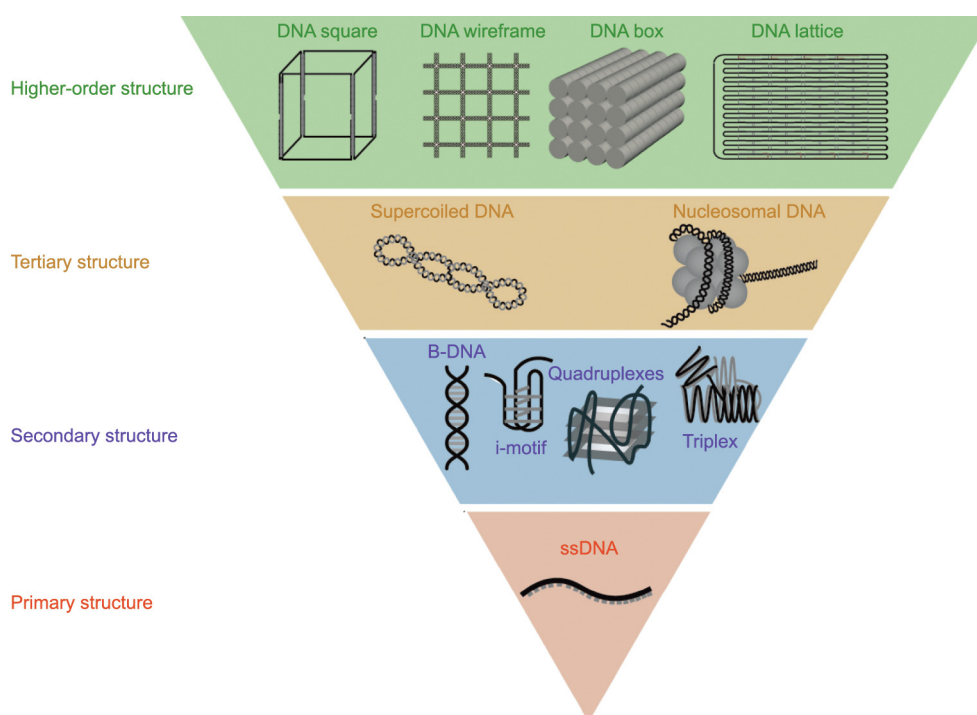 DNA square
DNA wireframe
DNA box
DNA lattice
Higher-order structure
Supercoiled DNA
Nucleosomal DNA
Tertiary structure
B-DNA
Quadruplexes
Secondary structure
i-motif
Triplex
ssDNA
Primary structure